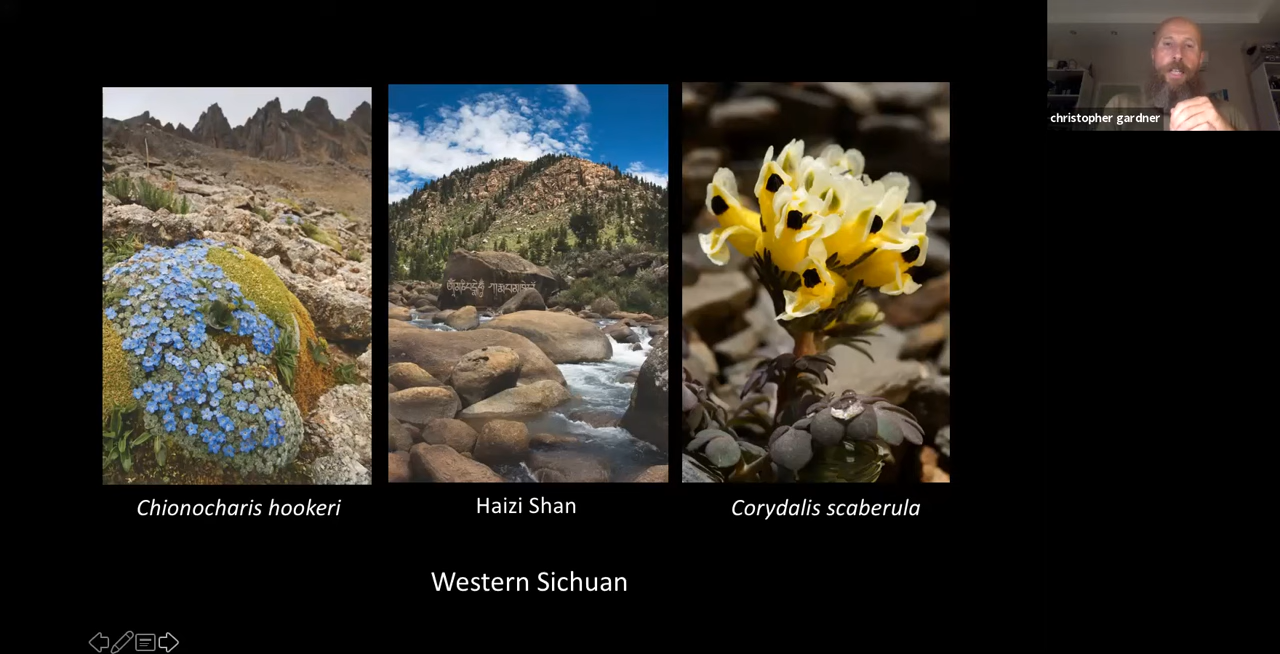 christopher gardner
Chionocharis hookeri
Haizi Shan
Corydalis scaberula
Western Sichuan